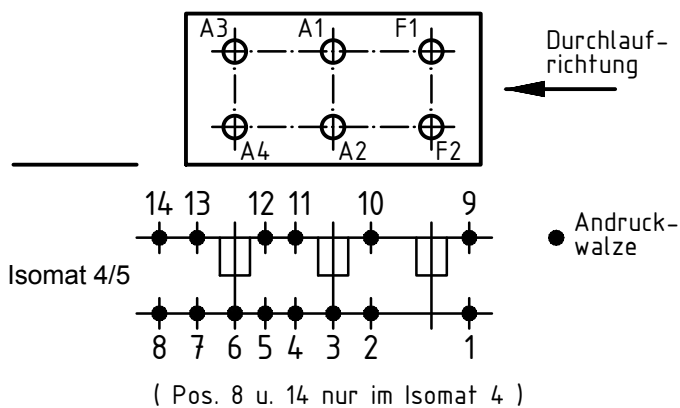 A3 A1 F1
Durchlauf-
richtung
A4 A2 F2
14 13 12 11 10 9
Andruck-
walze
Isomat 4/5
8 7 6 5 4 3 2 1
( Pos. 8 u. 14 nur im Isomat 4 )